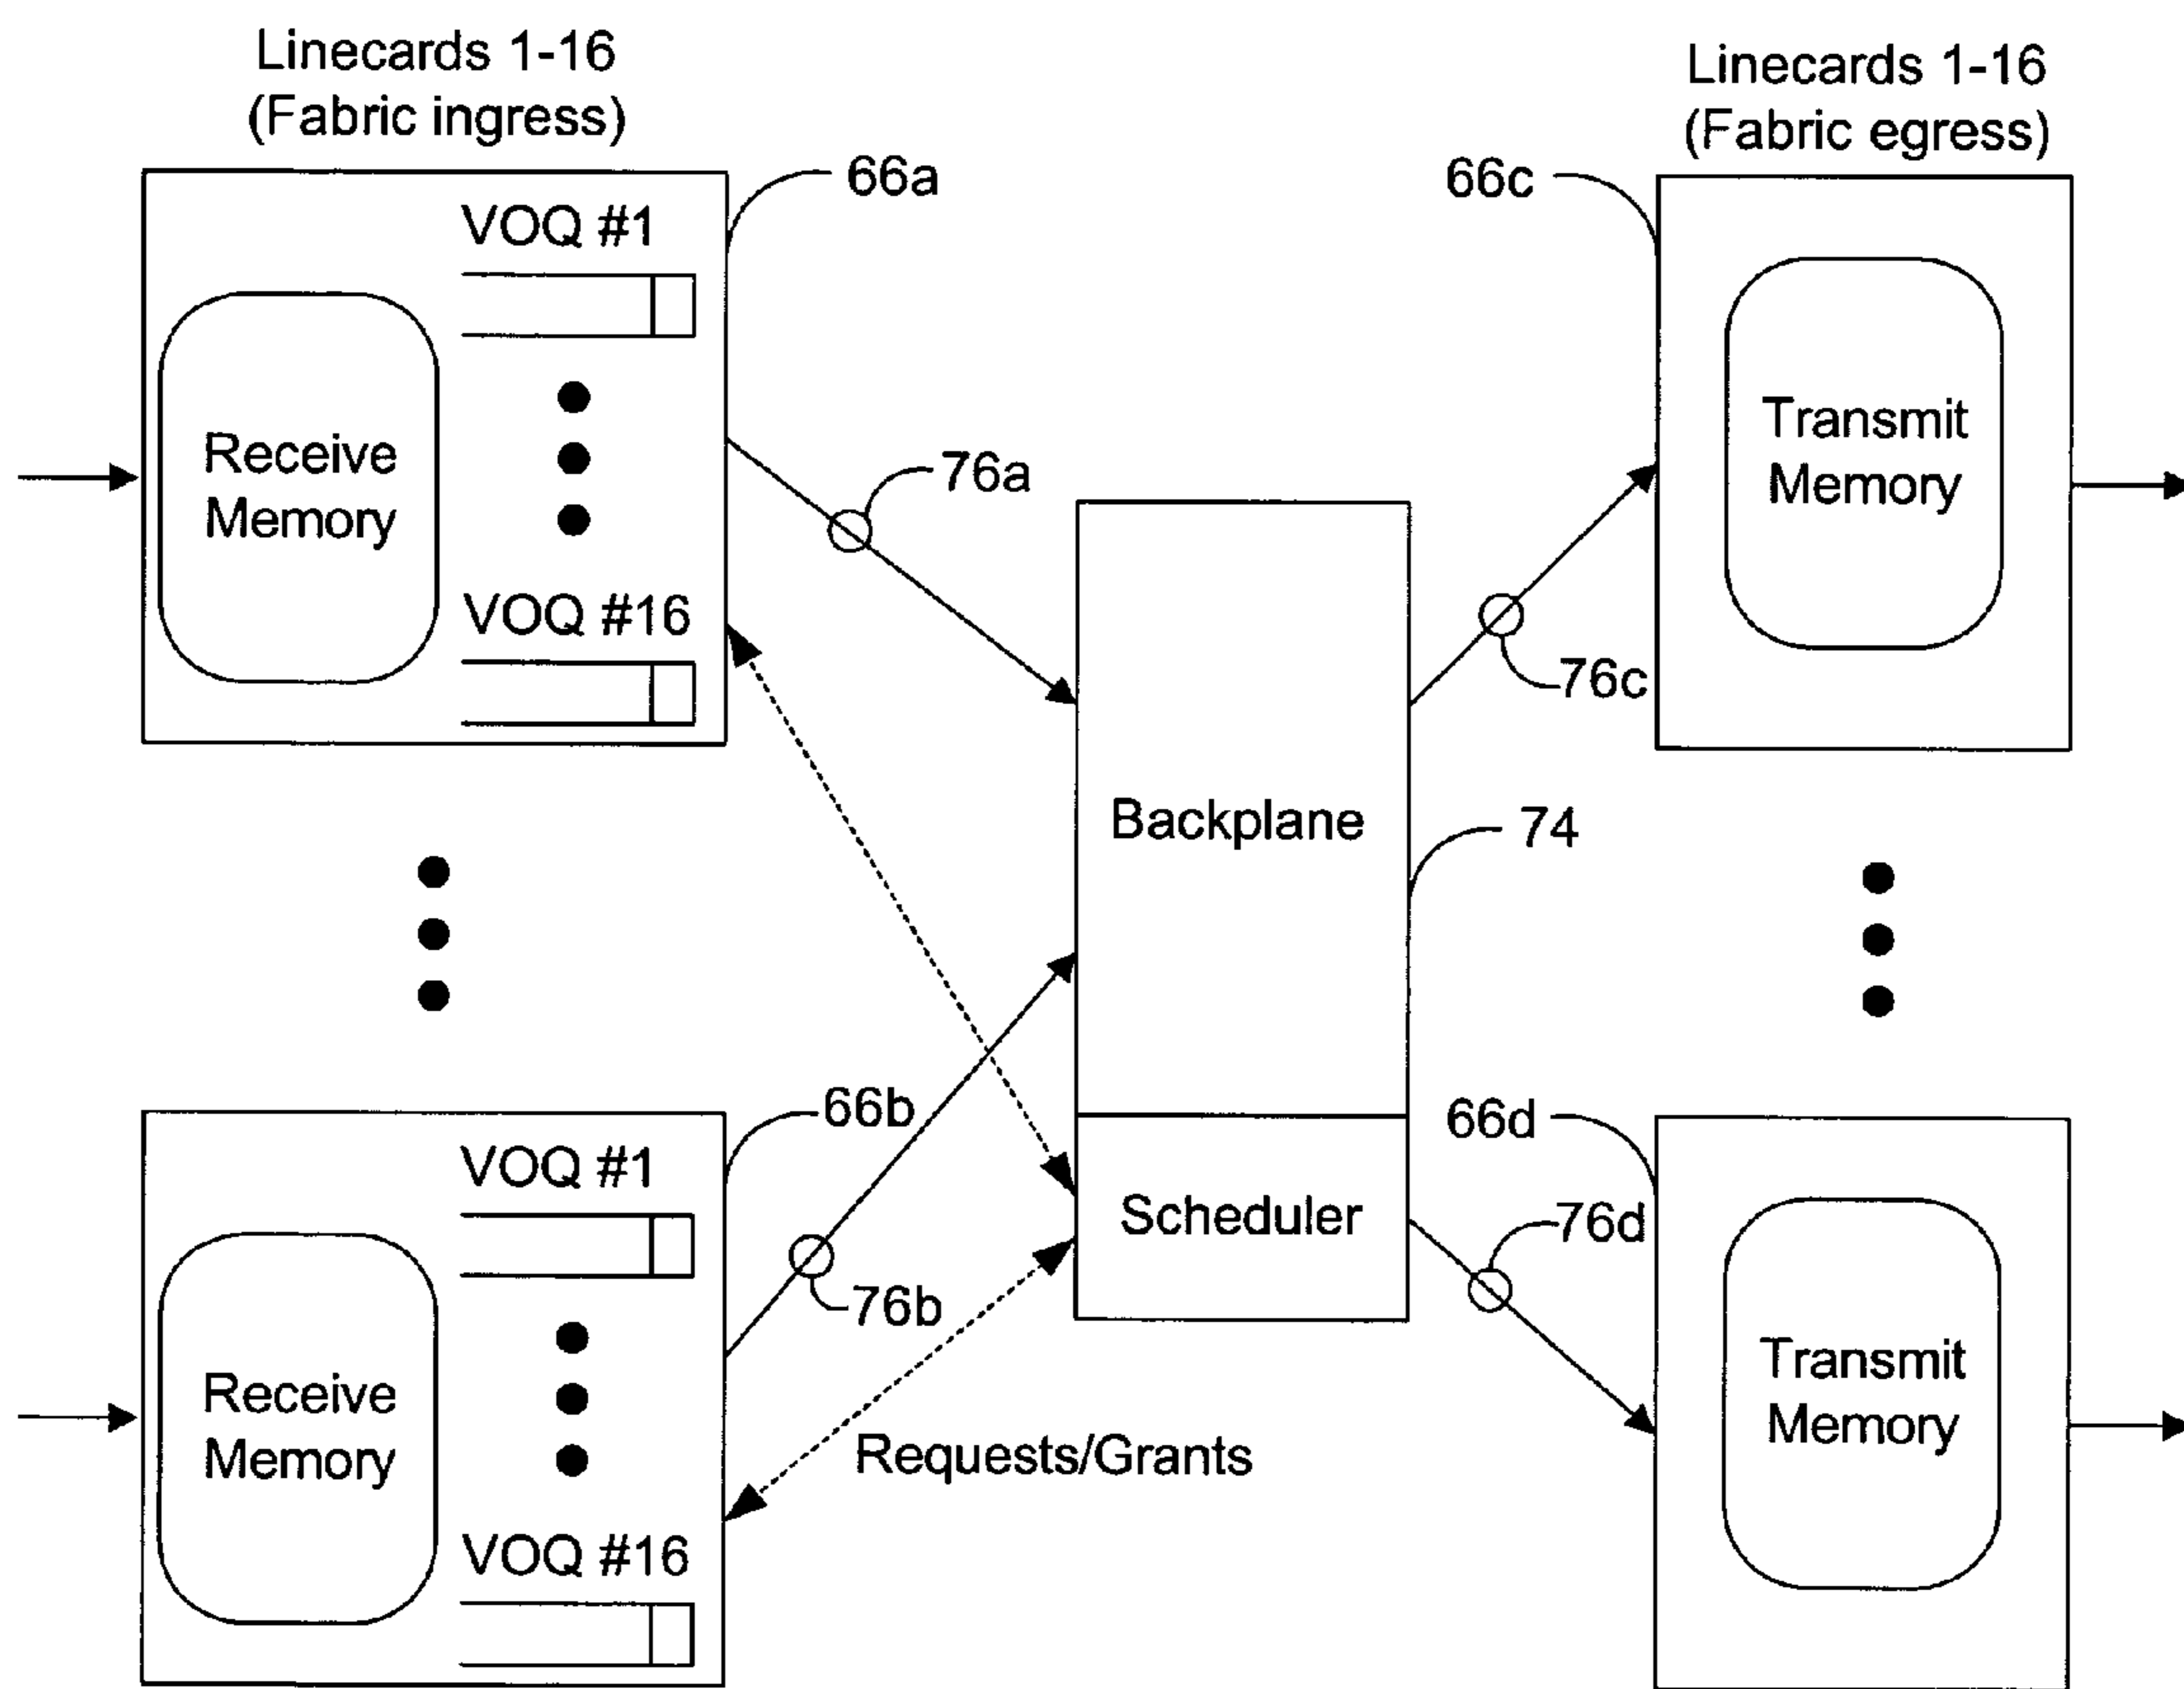 Linecards 1-16
(Fabric ingress)
Linecards 1-16
(Fabric egress)
66a
66c
VOQ #1
Receive
Memory
VOQ #16
76a
Transmit
Memory
76c
Backplane
74
66b
66d
VOQ #1
Receive
Memory
VOQ #16
76b
Scheduler
76d
Requests/Grants
Transmit
Memory